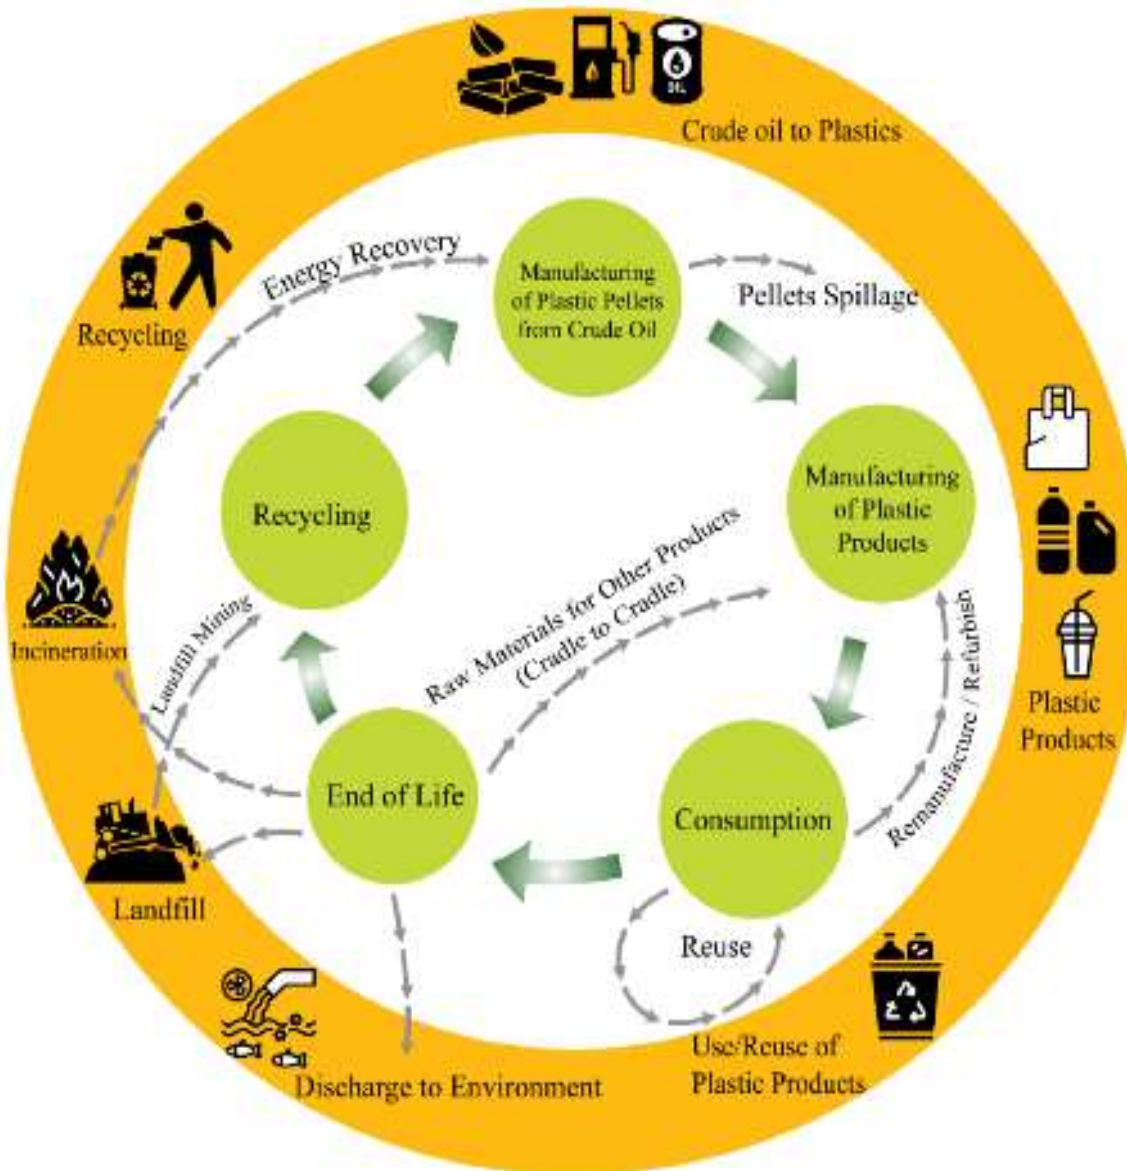 OIL
Crude oil to Plastics
Energy Recovery
Manufacturing
of Plastic Pellets
from Crude Oil
Pellets Spillage
Recycling
Recycling
Manufacturing
of Plastic
Products
Raw Materials for Other Products
(Cradle to Cradle)
Incineration
Landfill Mining
Remanufacture / Refurbish
Plastic
Products
End of Life
Consumption
Landfill
Reuse
Use/Reuse of
Plastic Products
Discharge to Environment